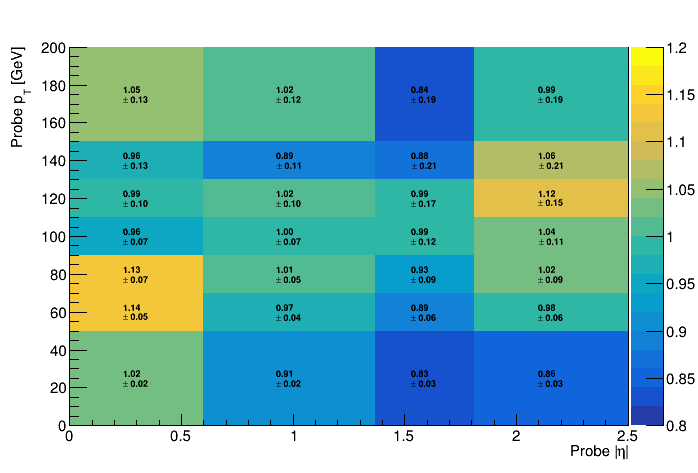 Probe p_T [GeV]
200
180
160
140
120
100
80
60
40
20
0
1.05 1.02 0.84 0.99
± 0.13 ± 0.12 ± 0.19 ± 0.19
0.96 0.89 0.88 1.06
± 0.13 ± 0.11 ± 0.21 ± 0.21
0.99 1.02 0.99 1.12
± 0.10 ± 0.10 ± 0.17 ± 0.15
0.96 1.00 0.99 1.04
± 0.07 ± 0.07 ± 0.12 ± 0.11
1.13 1.01 0.93 1.02
± 0.07 ± 0.05 ± 0.09 ± 0.09
1.14 0.97 0.89 0.98
± 0.05 ± 0.04 ± 0.06 ± 0.06
1.02 0.91 0.83 0.86
± 0.02 ± 0.02 ± 0.03 ± 0.03
0 0.5 1 1.5 2 2.5
Probe |η|
1.2
1.15
1.1
1.05
1
0.95
0.9
0.85
0.8